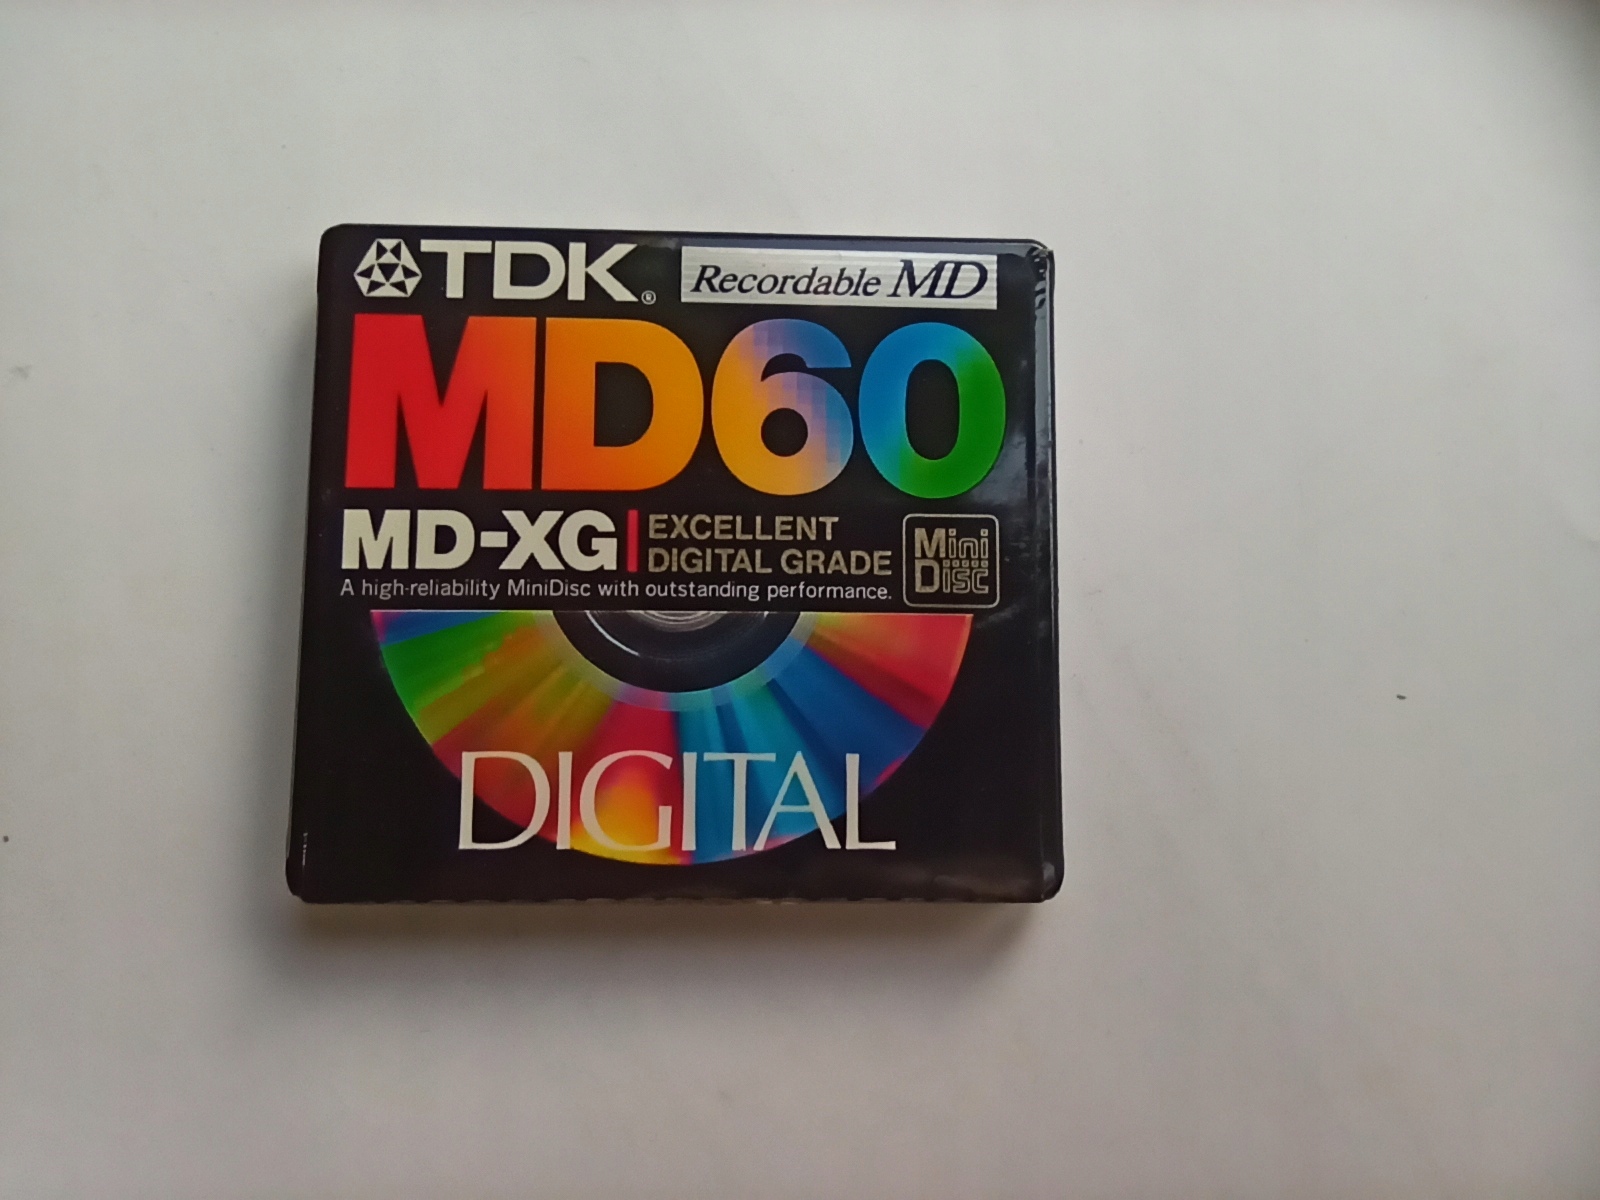 TDK®
Recordable MD
MD60
MD-XG
EXCELLENT
DIGITAL GRADE
Mini
Disc
A high-reliability MiniDisc with outstanding performance.
DIGITAL